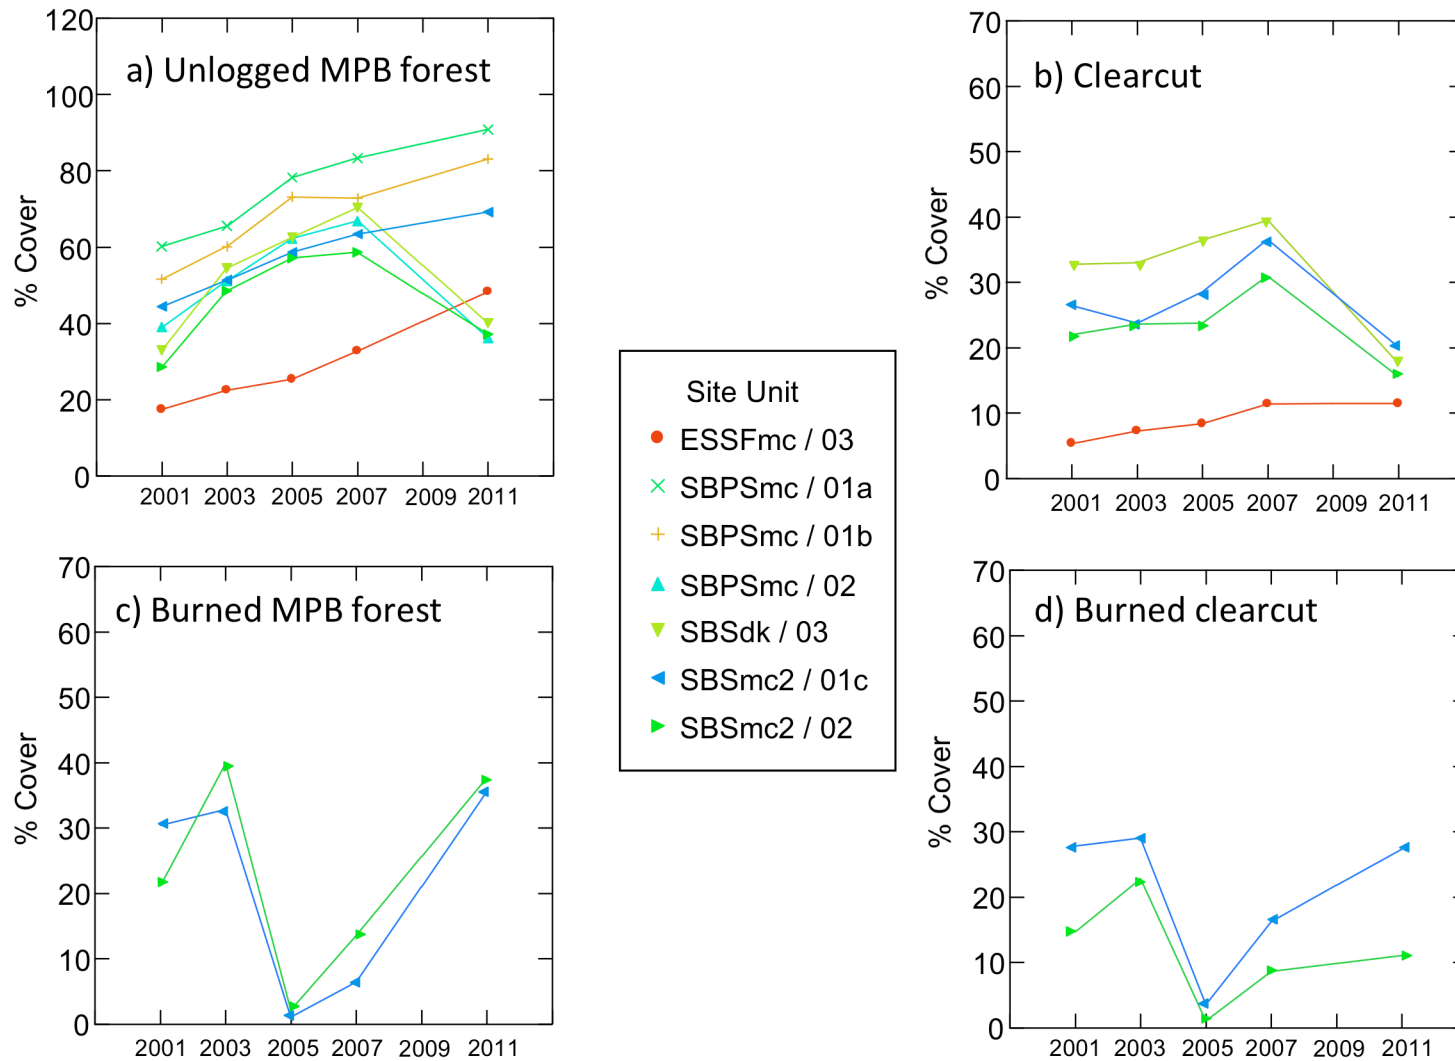 a) Unlogged MPB forest
% Cover
120
100
80
60
40
20
0
2001 2003 2005 2007 2009 2011
b) Clearcut
% Cover
70
60
50
40
30
20
10
0
2001 2003 2005 2007 2009 2011
Site Unit
ESSFmc / 03
SBPSmc / 01a
SBPSmc / 01b
SBPSmc / 02
SBSdk / 03
SBSmc2 / 01c
SBSmc2 / 02
c) Burned MPB forest
% Cover
70
60
50
40
30
20
10
0
2001 2003 2005 2007 2009 2011
d) Burned clearcut
% Cover
70
60
50
40
30
20
10
0
2001 2003 2005 2007 2009 2011